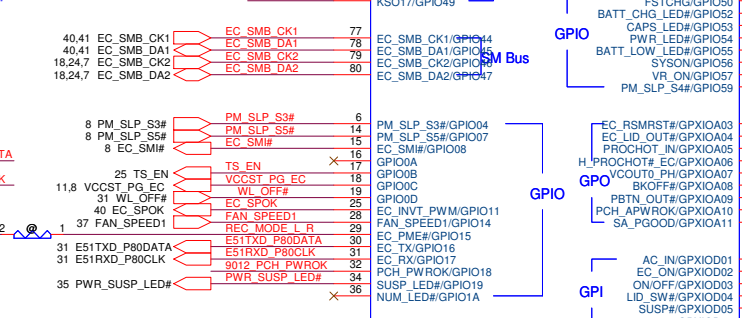 KSO17/GPIO49
FSTCHG/GPIO50
BATT_CHG_LED#/GPIO52
CAPS_LED#/GPIO53
GPIO
PWR_LED#/GPIO54
BATT_LOW_LED#/GPIO55
SYSON/GPIO56
VR_ON/GPIO57
PM_SLP_S4#/GPIO59
40,41 EC_SMB_CK1 EC_SMB_CK1 77 EC_SMB_CK1/GPIO44
40,41 EC_SMB_DA1 EC_SMB_DA1 78 EC_SMB_DA1/GPIO45
18,24,7 EC_SMB_CK2 EC_SMB_CK2 79 EC_SMB_CK2/GPIO46
SM Bus
18,24,7 EC_SMB_DA2 EC_SMB_DA2 80 EC_SMB_DA2/GPIO47
8 PM_SLP_S3# PM_SLP_S3# 6 PM_SLP_S3#/GPIO04
8 PM_SLP_S5# PM_SLP_S5# 14 PM_SLP_S5#/GPIO07
8 EC_SMI# EC_SMI# 15 EC_SMI#/GPIO08
16 GPIO0A
25 TS_EN TS_EN 17 GPIO0B
11,8 VCCST_PG_EC VCCST_PG_EC 18 GPIO0C
31 WL_OFF# WL_OFF# 19 GPIO0D
40 EC_SPOK EC_SPOK 25 EC_INVT_PWM/GPIO11
37 FAN_SPEED1 FAN_SPEED1 28 FAN_SPEED1/GPIO14
2 @ 1 REC_MODE_L_R 29 EC_PME#/GPIO15
31 E51TXD_P80DATA E51TXD_P80DATA 30 EC_TX/GPIO16
31 E51RXD_P80CLK E51RXD_P80CLK 31 EC_RX/GPIO17
9012_PCH_PWROK 32 PCH_PWROK/GPIO18
35 PWR_SUSP_LED# PWR_SUSP_LED# 34 SUSP_LED#/GPIO19
36 NUM_LED#/GPIO1A
GPIO
TA
K
EC_RSMRST#/GPXIOA03
EC_LID_OUT#/GPXIOA04
PROCHOT_IN/GPXIOA05
H_PROCHOT#_EC/GPXIOA06
VCOUT0_PH/GPXIOA07
GPO
BKOFF#/GPXIOA08
PBTN_OUT#/GPXIOA09
PCH_APWROK/GPXIOA10
SA_PGOOD/GPXIOA11
AC_IN/GPXIOD01
EC_ON/GPXIOD02
ON/OFF/GPXIOD03
GPI
LID_SW#/GPXIOD04
SUSP#/GPXIOD05